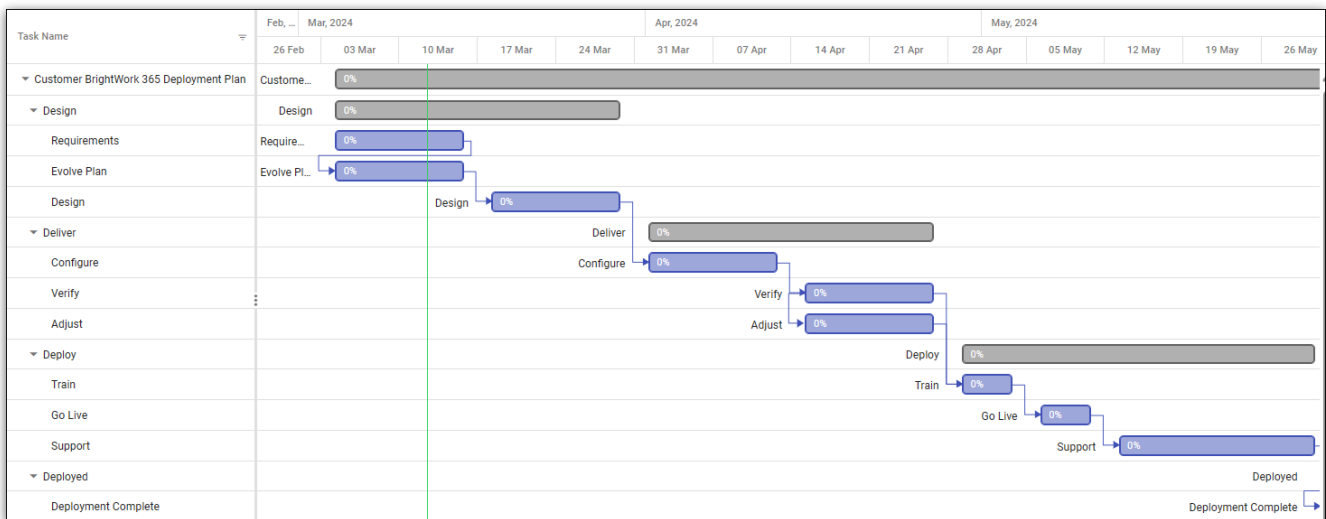 Feb, ... Mar, 2024 Apr, 2024 May, 2024
Task Name
26 Feb 03 Mar 10 Mar 17 Mar 24 Mar 31 Mar 07 Apr 14 Apr 21 Apr 28 Apr 05 May 12 May 19 May 26 May
Customer BrightWork 365 Deployment Plan Custome... 0%
Design Design 0%
Requirements Require... 0%
Evolve Plan Evolve Pl... 0%
Design Design 0%
Deliver Deliver 0%
Configure Configure 0%
Verify Verify 0%
Adjust Adjust 0%
Deploy Deploy 0%
Train Train 0%
Go Live Go Live 0%
Support Support 0%
Deployed Deployed
Deployment Complete Deployment Complete